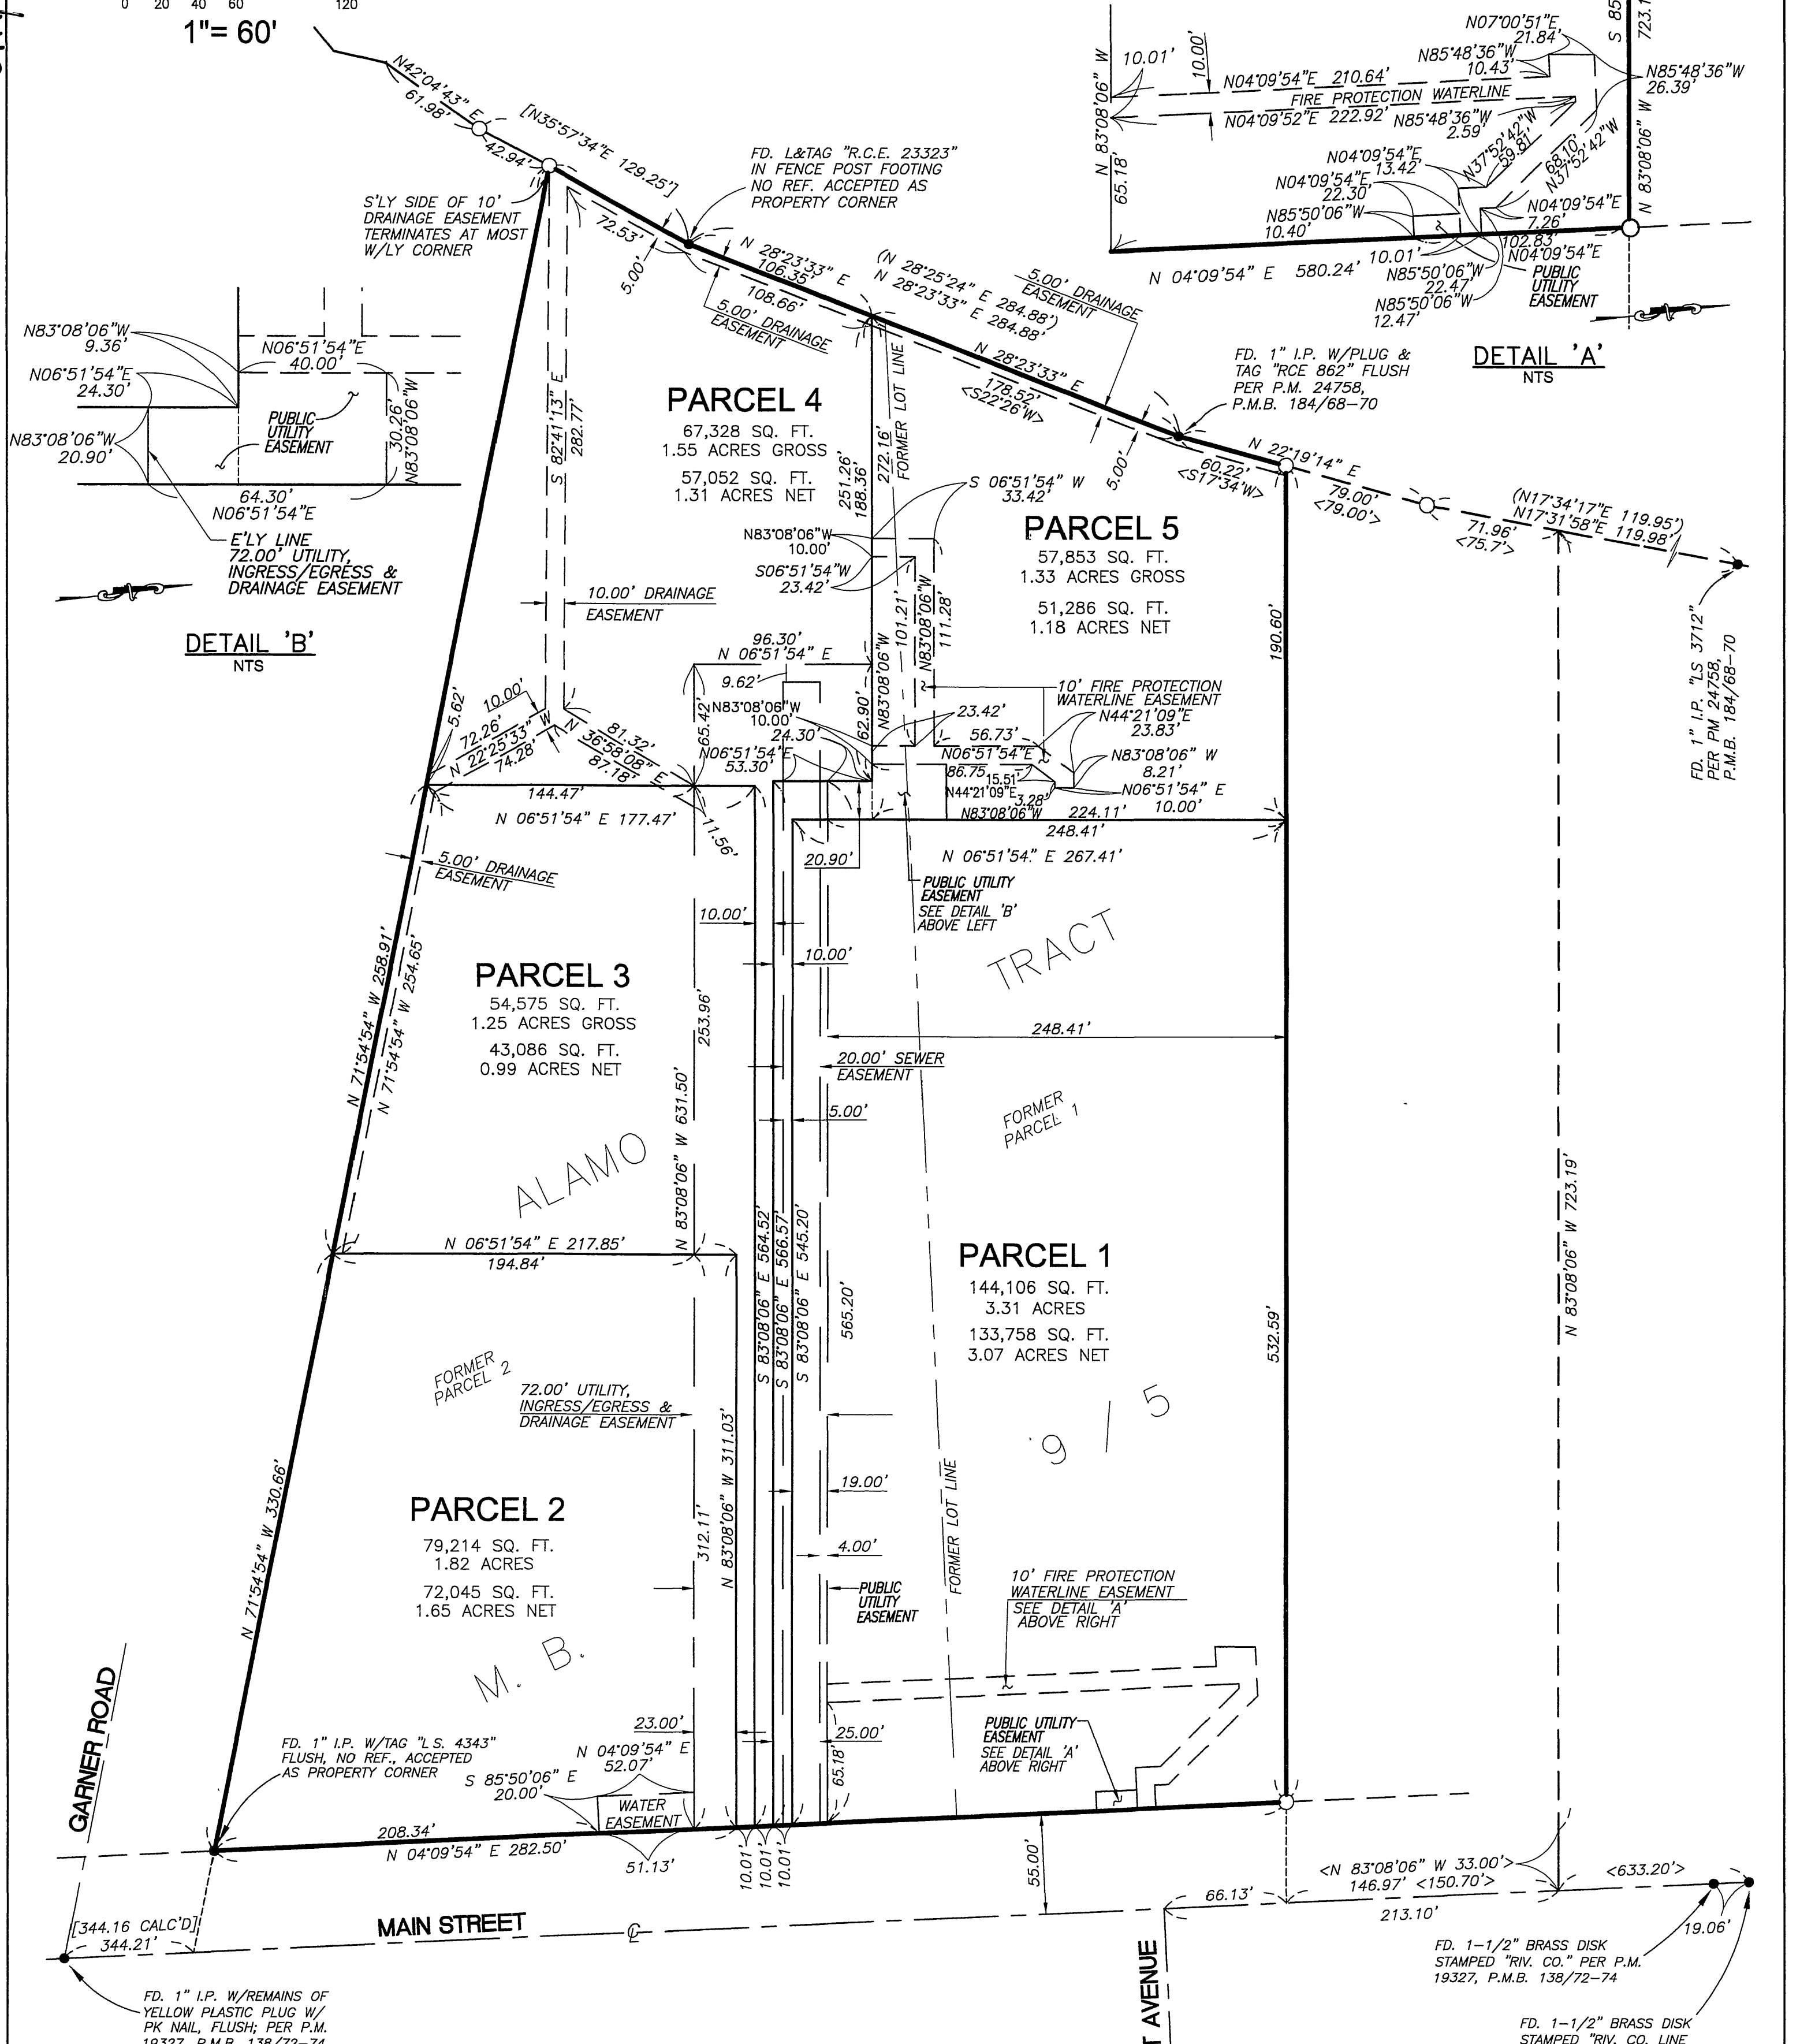 0 20 40 60 120
1"= 60'
N42°04'43" E
61.98'
42.94'
[N35°57'34"E 129.25']
72.53'
5.00'
S'LY SIDE OF 10'
DRAINAGE EASEMENT
TERMINATES AT MOST
W/LY CORNER
FD. L&TAG "R.C.E. 23323"
IN FENCE POST FOOTING
NO REF. ACCEPTED AS
PROPERTY CORNER
N 28°23'33" E
106.35'
108.66'
5.00' DRAINAGE
EASEMENT
(N 28°25'24" E 284.88')
N 28°23'33" E 284.88'
5.00' DRAINAGE
EASEMENT
N 28°23'33" E
178.52'
<S22°26'W>
5.00'
FD. 1" I.P. W/PLUG &
TAG "RCE 862" FLUSH
PER P.M. 24758,
P.M.B. 184/68-70
N 22°19'14" E
60.22'
<S17°34'W>
79.00'
<79.00'>
71.96'
<75.7'>
(N17°34'17"E 119.95')
N17°31'58"E 119.98'
FD. 1" I.P. "LS 3712"
PER PM 24758,
P.M.B. 184/68-70
10.01'
10.00'
N 83°08'06" W
65.18'
N04°09'54"E 210.64'
FIRE PROTECTION WATERLINE
N04°09'52"E 222.92'
N07°00'51"E
21.84'
N85°48'36"W
10.43'
N85°48'36"W
26.39'
N85°48'36"W
2.59'
N37°52'42"W
59.81'
68.10'
N37°52'42"W
N04°09'54"E
13.42'
N04°09'54"E
22.30'
N85°50'06"W
10.40'
N04°09'54"E
7.26'
102.83'
N04°09'54"E
10.01'
N85°50'06"W
22.47'
N85°50'06"W
12.47'
PUBLIC
UTILITY
EASEMENT
N 04°09'54" E 580.24'
S 85
723.1
N 83°08'06" W
DETAIL 'A'
NTS
N83°08'06"W
9.36'
N06°51'54"E
24.30'
N83°08'06"W
20.90'
N06°51'54"E
40.00'
PUBLIC
UTILITY
EASEMENT
30.26'
N83°08'06"W
64.30'
N06°51'54"E
E'LY LINE
72.00' UTILITY,
INGRESS/EGRESS &
DRAINAGE EASEMENT
DETAIL 'B'
NTS
S 82°41'13" E
282.77'
PARCEL 4
67,328 SQ. FT.
1.55 ACRES GROSS
57,052 SQ. FT.
1.31 ACRES NET
10.00' DRAINAGE
EASEMENT
251.26'
188.36'
272.16'
FORMER LOT LINE
S 06°51'54" W
33.42'
N83°08'06"W
10.00'
S06°51'54"W
23.42'
101.21'
N83°08'06"W
111.28'
PARCEL 5
57,853 SQ. FT.
1.33 ACRES GROSS
51,286 SQ. FT.
1.18 ACRES NET
190.60'
96.30'
N 06°51'54" E
9.62'
N83°08'06"W
10.00'
24.30'
N06°51'54"E
53.30'
62.90'
N83°08'06"W
65.42'
5.62'
10.00'
72.26'
N 22°25'33" W
74.28'
81.32'
N 36°58'08" E
87.18'
11.56'
10' FIRE PROTECTION
WATERLINE EASEMENT
23.42'
56.73'
N06°51'54"E
86.75
15.51'
N44°21'09"E
3.28'
N83°08'06"W
N44°21'09"E
23.83'
N83°08'06" W
8.21'
N06°51'54" E
10.00'
224.11'
248.41'
N 06°51'54" E 267.41'
144.47'
N 06°51'54" E 177.47'
5.00' DRAINAGE
EASEMENT
20.90'
PUBLIC UTILITY
EASEMENT
SEE DETAIL 'B'
ABOVE LEFT
10.00'
10.00'
TRACT
PARCEL 3
54,575 SQ. FT.
1.25 ACRES GROSS
43,086 SQ. FT.
0.99 ACRES NET
N 71°54'54" W 258.91'
N 71°54'54" W 254.65'
253.96'
N 83°08'06" W 631.50'
248.41'
20.00' SEWER
EASEMENT
5.00'
FORMER
PARCEL 1
ALAMO
N 06°51'54" E 217.85'
194.84'
S 83°08'06" E 564.52'
S 83°08'06" E 566.57'
S 83°08'06" E 545.20'
565.20'
PARCEL 1
144,106 SQ. FT.
3.31 ACRES
133,758 SQ. FT.
3.07 ACRES NET
532.59'
N 83°08'06" W 723.19'
FORMER
PARCEL 2
72.00' UTILITY,
INGRESS/EGRESS &
DRAINAGE EASEMENT
9 / 5
N 71°54'54" W 330.66'
PARCEL 2
79,214 SQ. FT.
1.82 ACRES
72,045 SQ. FT.
1.65 ACRES NET
312.11'
N 83°08'06" W 311.03'
19.00'
4.00'
PUBLIC
UTILITY
EASEMENT
FORMER LOT LINE
10' FIRE PROTECTION
WATERLINE EASEMENT
SEE DETAIL 'A'
ABOVE RIGHT
M. B.
GARNER ROAD
FD. 1" I.P. W/TAG "L.S. 4343"
FLUSH, NO REF., ACCEPTED
AS PROPERTY CORNER
23.00'
N 04°09'54" E
52.07'
S 85°50'06" E
20.00'
WATER
EASEMENT
25.00'
65.18'
PUBLIC UTILITY
EASEMENT
SEE DETAIL 'A'
ABOVE RIGHT
208.34'
N 04°09'54" E 282.50'
51.13'
10.01'
10.01'
10.01'
55.00'
[344.16 CALC'D]
344.21'
MAIN STREET
66.13'
<N 83°08'06" W 33.00'>
146.97' <150.70'>
213.10'
<633.20'>
19.06'
FD. 1-1/2" BRASS DISK
STAMPED "RIV. CO." PER P.M.
19327, P.M.B. 138/72-74
FD. 1" I.P. W/REMAINS OF
YELLOW PLASTIC PLUG W/
PK NAIL, FLUSH; PER P.M.
19327, P.M.B. 138/72-74
T AVENUE
FD. 1-1/2" BRASS DISK
STAMPED "RIV. CO. LINE